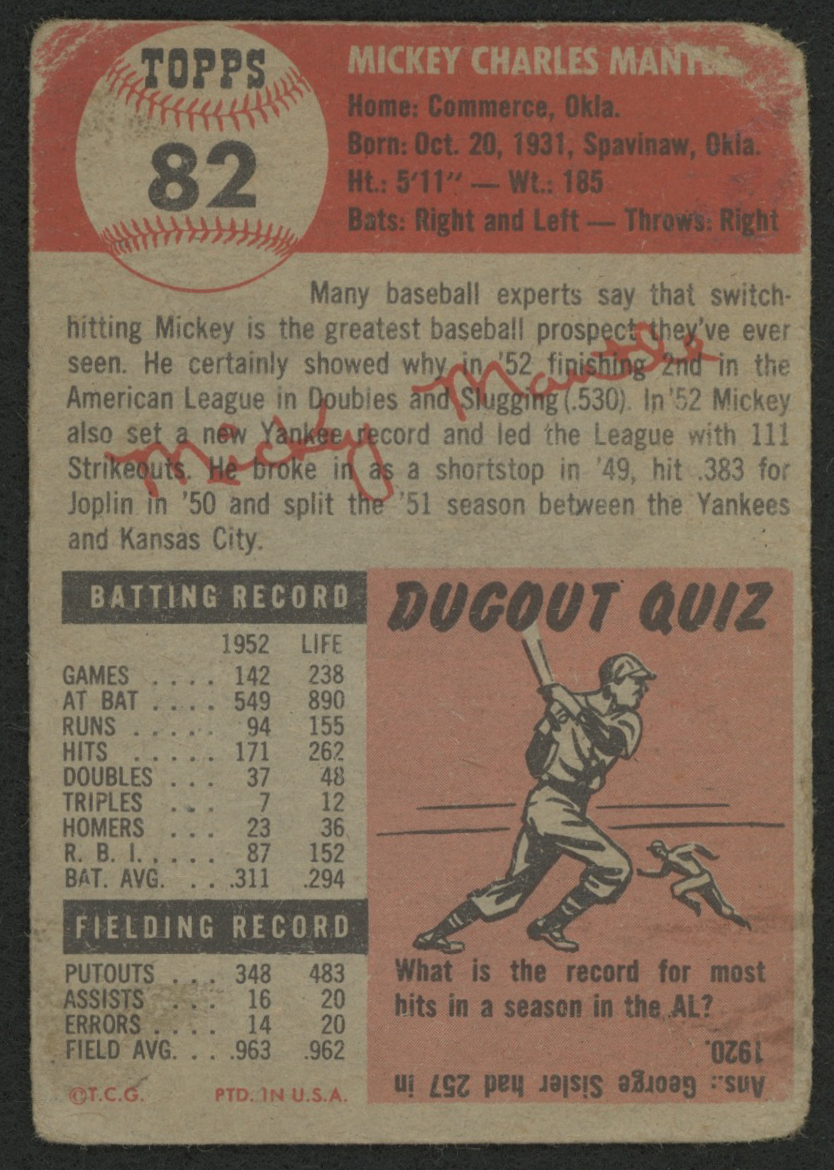 TOPPS
82
MICKEY CHARLES MANTLE
Home: Commerce, Okla.
Born: Oct. 20, 1931, Spavinaw, Okla.
Ht.: 5'11" — Wt.: 185
Bats: Right and Left — Throws: Right
Many baseball experts say that switch-
hitting Mickey is the greatest baseball prospect they've ever
seen. He certainly showed why in '52 finishing 2nd in the
American League in Doubles and Slugging (.530). In '52 Mickey
also set a new Yankee record and led the League with 111
Strikeouts. He broke in as a shortstop in '49, hit .383 for
Joplin in '50 and split the '51 season between the Yankees
and Kansas City.
Mickey Mantle
BATTING RECORD
1952 LIFE
GAMES .... 142 238
AT BAT .... 549 890
RUNS ..... 94 155
HITS ..... 171 262
DOUBLES ... 37 48
TRIPLES ... 7 12
HOMERS ... 23 36
R. B. I. .... 87 152
BAT. AVG. ... .311 .294
FIELDING RECORD
PUTOUTS ... 348 483
ASSISTS ... 16 20
ERRORS .... 14 20
FIELD AVG. ... .963 .962
©T.C.G. PTD. IN U.S.A.
DUGOUT QUIZ
What is the record for most
hits in a season in the AL?
Ans.: George Sisler had 257 in
1920.